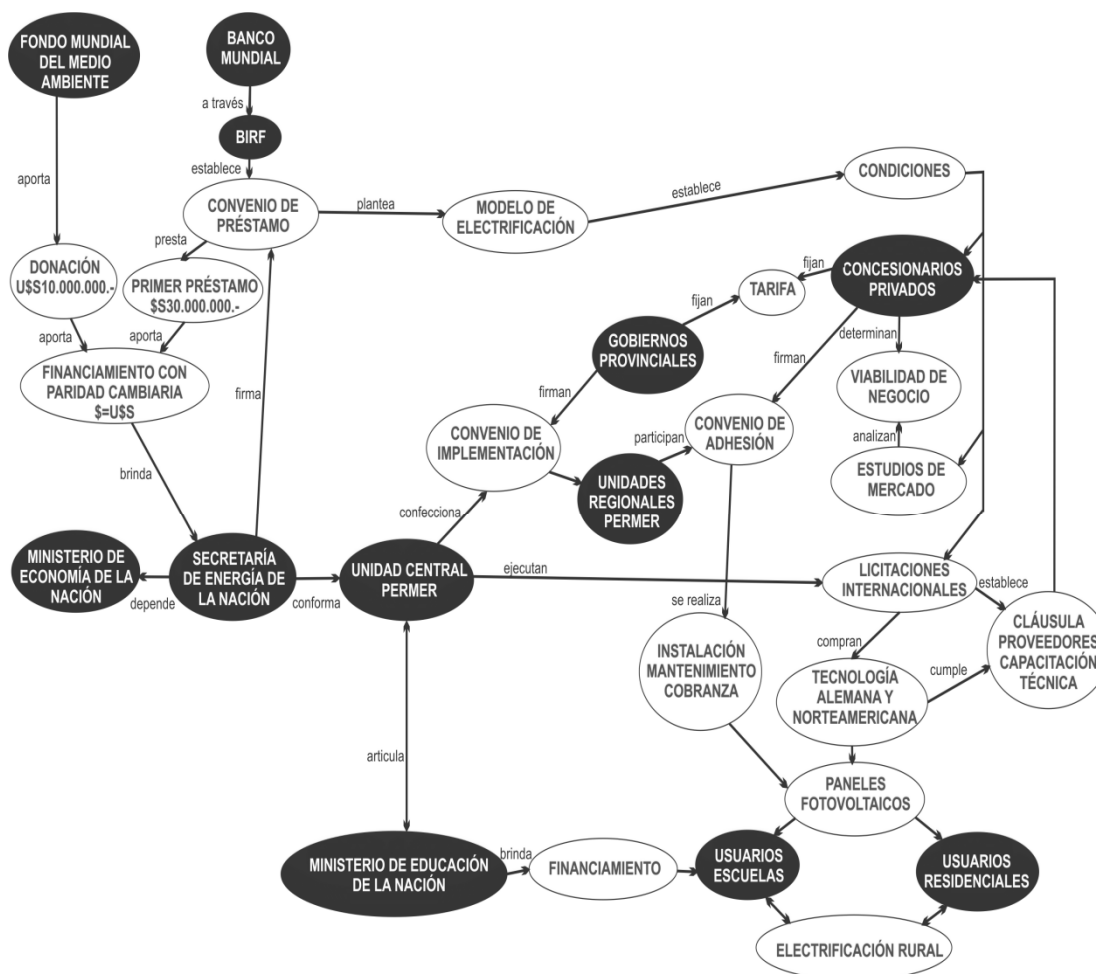 FONDO MUNDIAL
DEL MEDIO
AMBIENTE
BANCO
MUNDIAL
a través
BIRF
establece
aporta
CONVENIO DE
PRÉSTAMO
plantea
MODELO DE
ELECTRIFICACIÓN
establece
CONDICIONES
presta
DONACIÓN
U$S10.000.000.-
PRIMER PRÉSTAMO
$S30.000.000.-
aporta
aporta
FINANCIAMIENTO CON
PARIDAD CAMBIARIA
$=U$S
firma
brinda
TARIFA
fijan
fijan
CONCESIONARIOS
PRIVADOS
GOBIERNOS
PROVINCIALES
determinan
firman
firman
VIABILIDAD DE
NEGOCIO
CONVENIO DE
IMPLEMENTACIÓN
participan
CONVENIO DE
ADHESIÓN
analizan
ESTUDIOS DE
MERCADO
UNIDADES
REGIONALES
PERMER
confecciona
MINISTERIO DE
ECONOMÍA DE LA
NACIÓN
depende
SECRETARÍA
DE ENERGÍA DE
LA NACIÓN
conforma
UNIDAD CENTRAL
PERMER
ejecutan
LICITACIONES
INTERNACIONALES
establece
se realiza
CLÁUSULA
PROVEEDORES
CAPACITACIÓN
TÉCNICA
compran
INSTALACIÓN
MANTENIMIENTO
COBRANZA
TECNOLOGÍA
ALEMANA Y
NORTEAMERICANA
cumple
articula
PANELES
FOTOVOLTAICOS
MINISTERIO DE EDUCACIÓN
DE LA NACIÓN
brinda
FINANCIAMIENTO
USUARIOS
ESCUELAS
USUARIOS
RESIDENCIALES
ELECTRIFICACIÓN RURAL